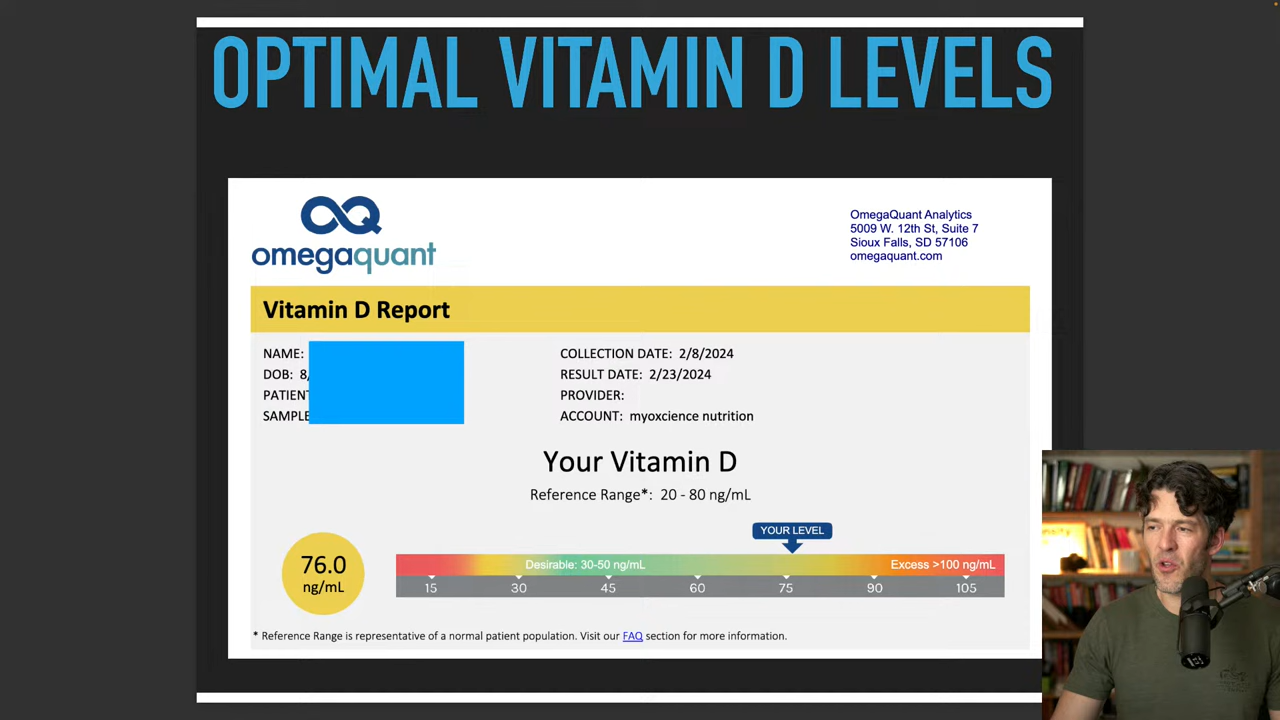 OPTIMAL VITAMIN D LEVELS
omegaquant
OmegaQuant Analytics
5009 W. 12th St, Suite 7
Sioux Falls, SD 57106
omegaquant.com
Vitamin D Report
NAME:
DOB: 8/
PATIENT
SAMPLE
COLLECTION DATE: 2/8/2024
RESULT DATE: 2/23/2024
PROVIDER:
ACCOUNT: myoxcience nutrition
Your Vitamin D
Reference Range*: 20 - 80 ng/mL
YOUR LEVEL
76.0
ng/mL
Desirable: 30-50 ng/mL
Excess >100 ng/mL
15 30 45 60 75 90 105
* Reference Range is representative of a normal patient population. Visit our FAQ section for more information.